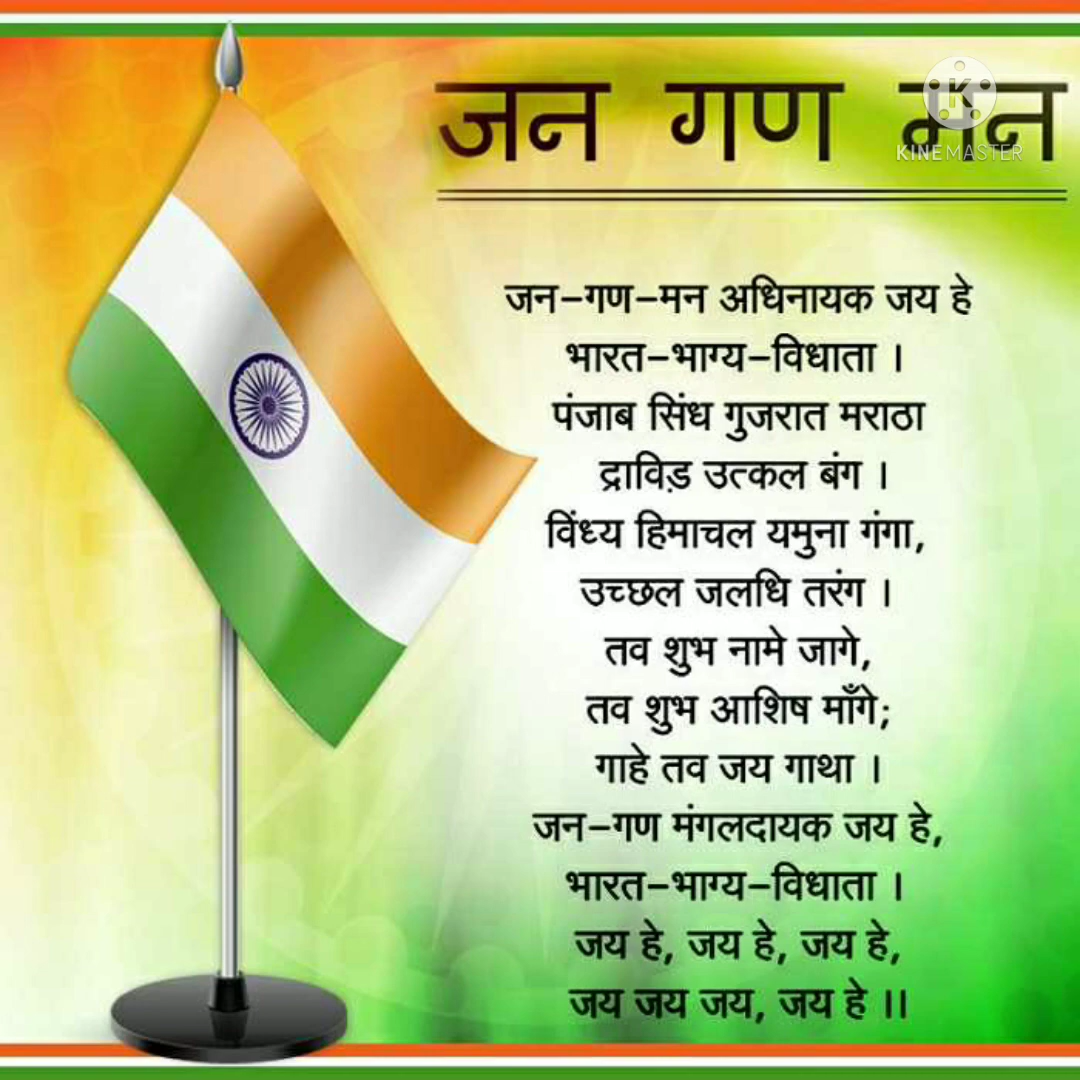 जन गण मन
KINEMASTER
जन–गण–मन अधिनायक जय हे
भारत–भाग्य–विधाता ।
पंजाब सिंध गुजरात मराठा
द्राविड़ उत्कल बंग ।
विंध्य हिमाचल यमुना गंगा,
उच्छल जलधि तरंग ।
तव शुभ नामे जागे,
तव शुभ आशिष माँगे;
गाहे तव जय गाथा ।
जन–गण मंगलदायक जय हे,
भारत–भाग्य–विधाता ।
जय हे, जय हे, जय हे,
जय जय जय, जय हे ।।